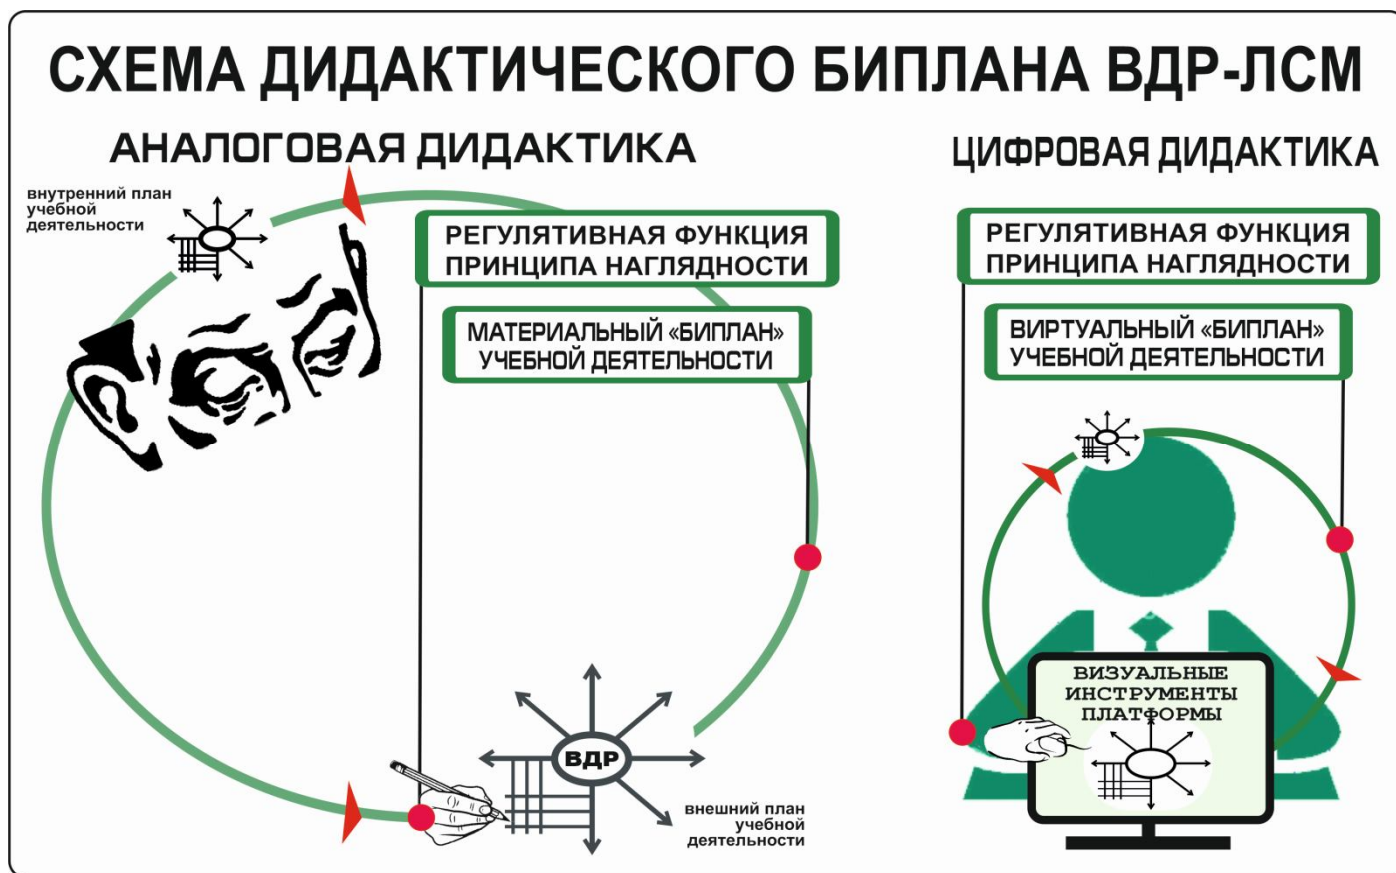 СХЕМА ДИДАКТИЧЕСКОГО БИПЛАНА ВДР-ЛСМ
АНАЛОГОВАЯ ДИДАКТИКА
внутренний план
учебной
деятельности
РЕГУЛЯТИВНАЯ ФУНКЦИЯ
ПРИНЦИПА НАГЛЯДНОСТИ
МАТЕРИАЛЬНЫЙ «БИПЛАН»
УЧЕБНОЙ ДЕЯТЕЛЬНОСТИ
ВДР
внешний план
учебной
деятельности
ЦИФРОВАЯ ДИДАКТИКА
РЕГУЛЯТИВНАЯ ФУНКЦИЯ
ПРИНЦИПА НАГЛЯДНОСТИ
ВИРТУАЛЬНЫЙ «БИПЛАН»
УЧЕБНОЙ ДЕЯТЕЛЬНОСТИ
ВИЗУАЛЬНЫЕ
ИНСТРУМЕНТЫ
ПЛАТФОРМЫ